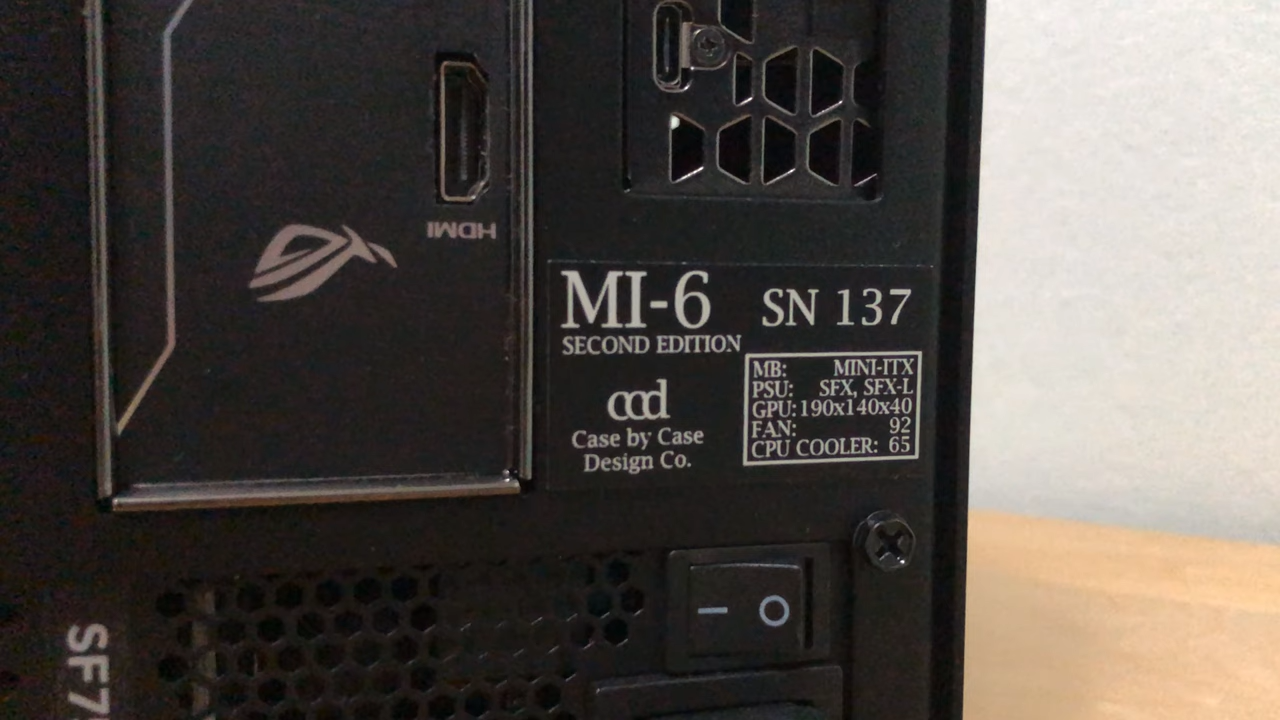 HDMI
MI-6 SN 137
SECOND EDITION
MB: MINI-ITX
PSU: SFX, SFX-L
GPU: 190x140x40
FAN: 92
CPU COOLER: 65
ccd
Case by Case
Design Co.
SF7